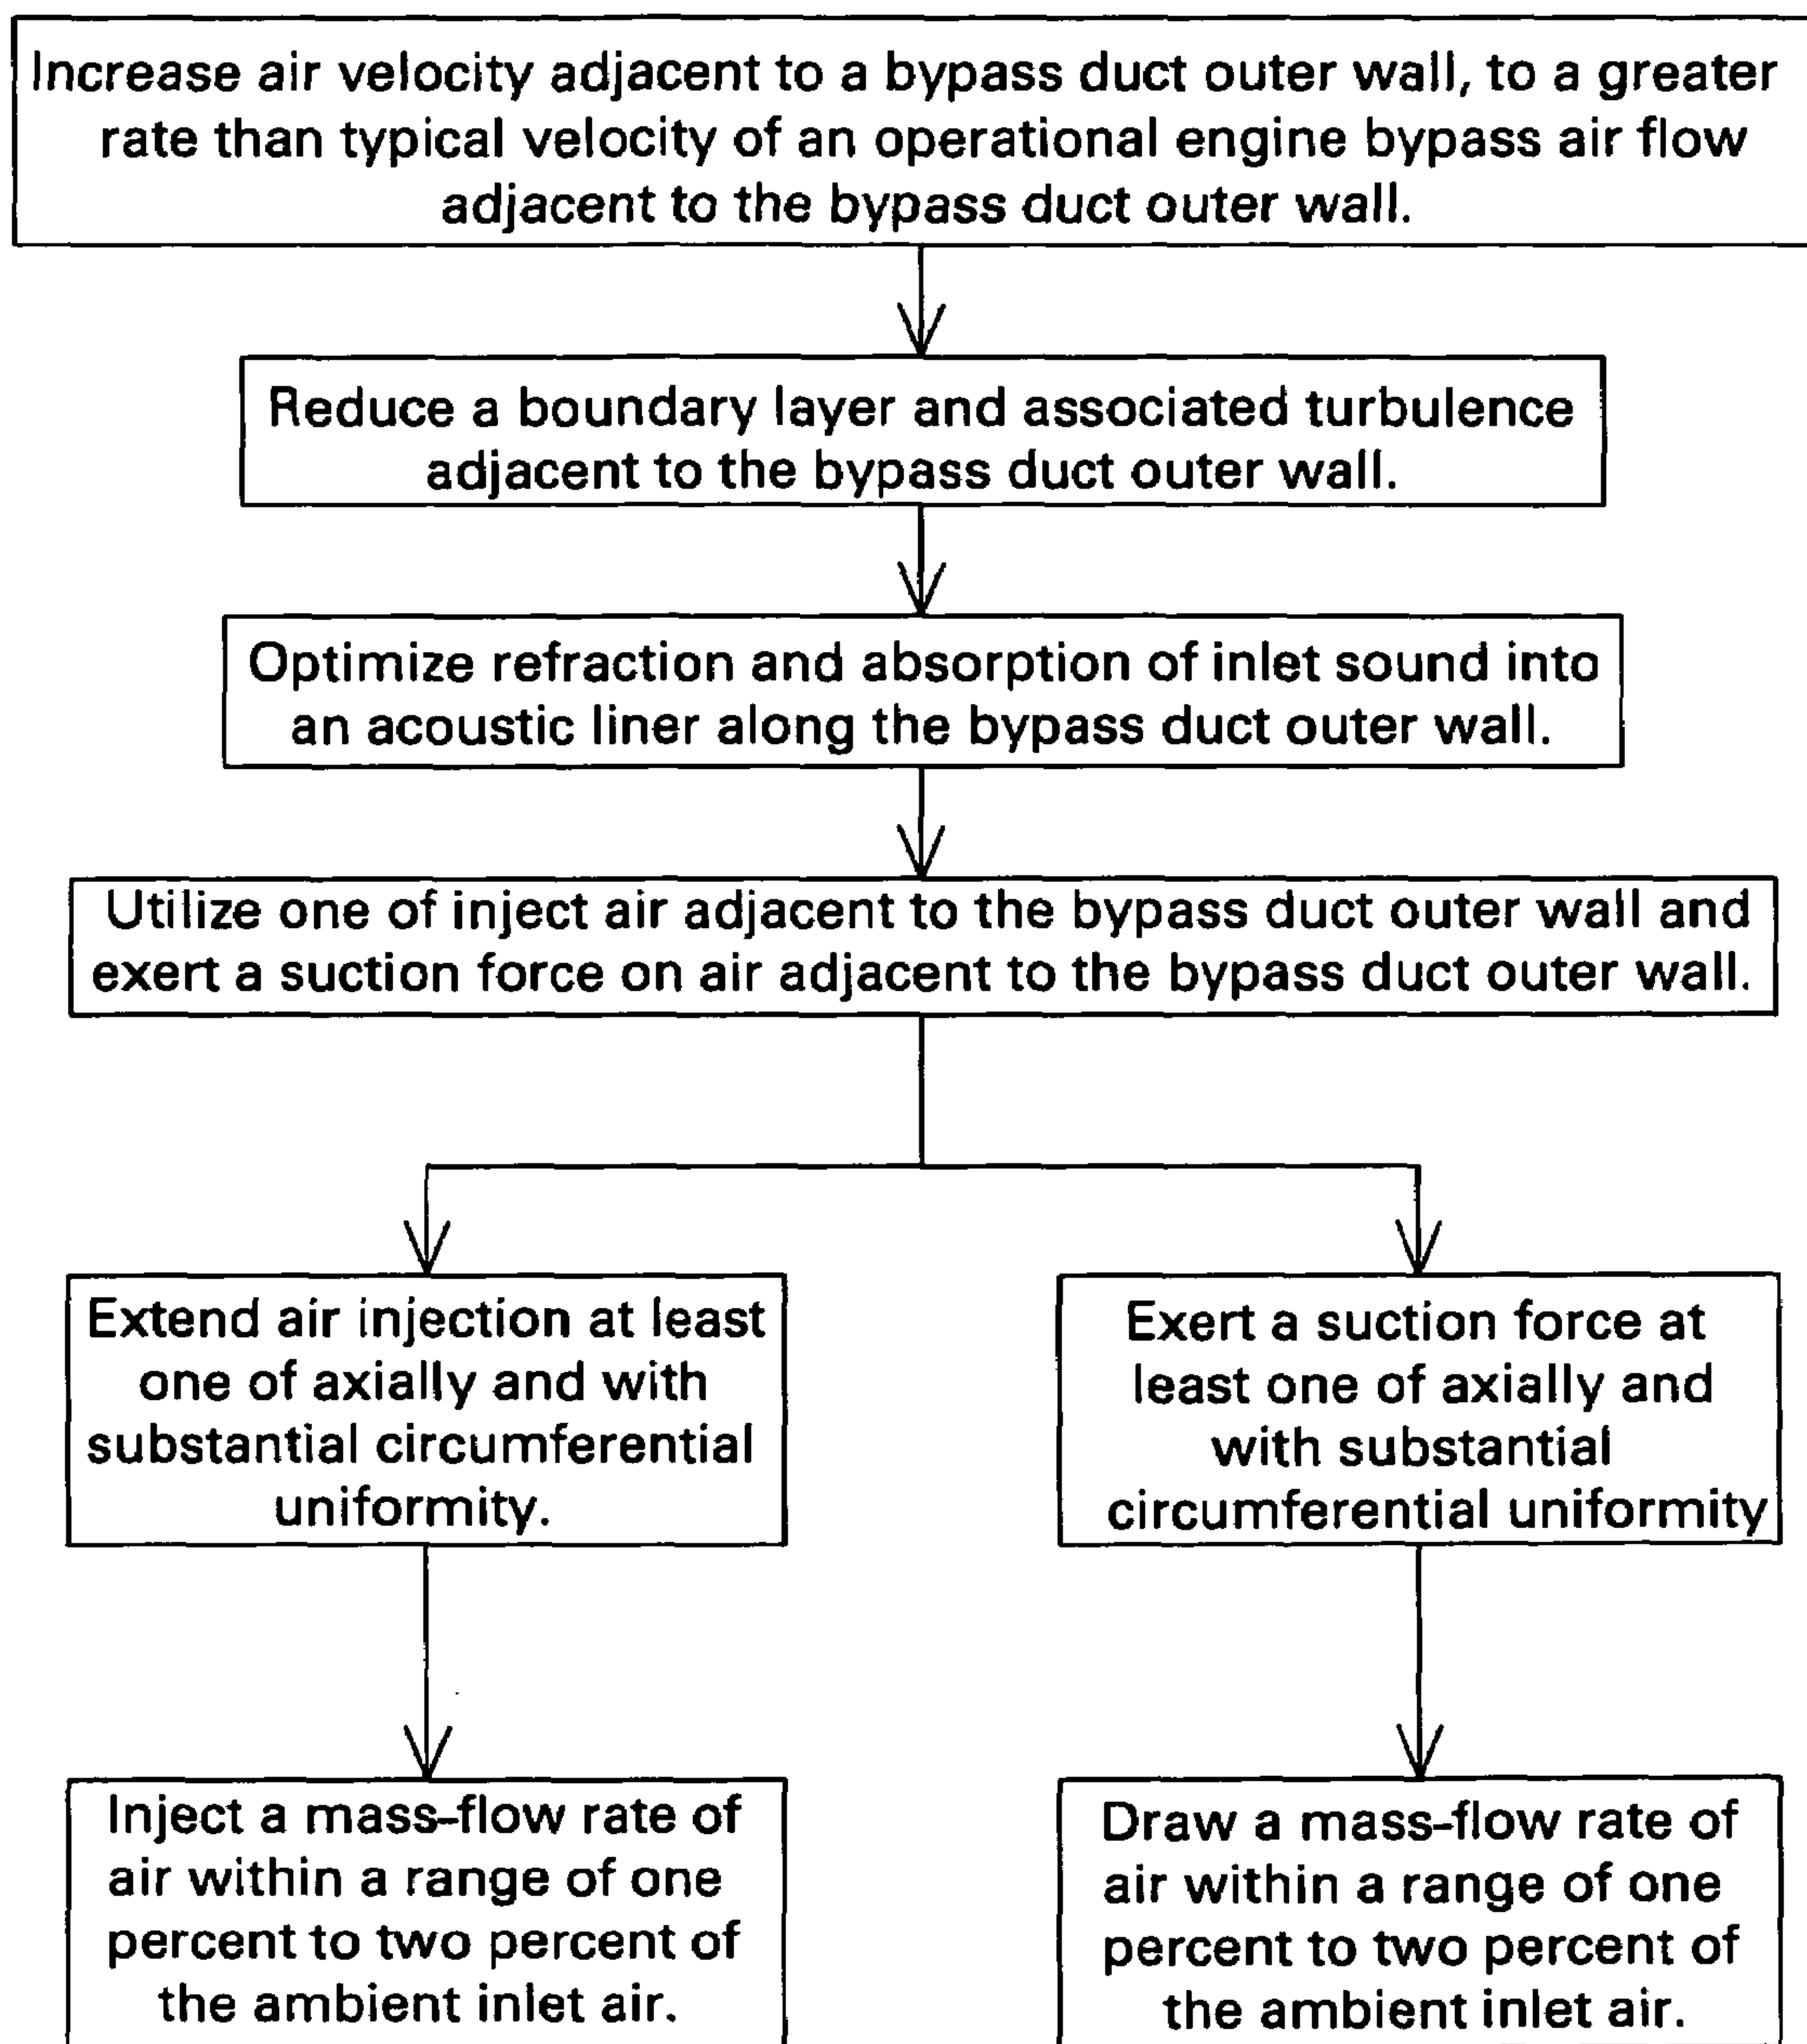 Increase air velocity adjacent to a bypass duct outer wall, to a greater
rate than typical velocity of an operational engine bypass air flow
adjacent to the bypass duct outer wall.
Reduce a boundary layer and associated turbulence
adjacent to the bypass duct outer wall.
Optimize refraction and absorption of inlet sound into
an acoustic liner along the bypass duct outer wall.
Utilize one of inject air adjacent to the bypass duct outer wall and
exert a suction force on air adjacent to the bypass duct outer wall.
Extend air injection at least
one of axially and with
substantial circumferential
uniformity.
Exert a suction force at
least one of axially and
with substantial
circumferential uniformity
Inject a mass-flow rate of
air within a range of one
percent to two percent of
the ambient inlet air.
Draw a mass-flow rate of
air within a range of one
percent to two percent of
the ambient inlet air.